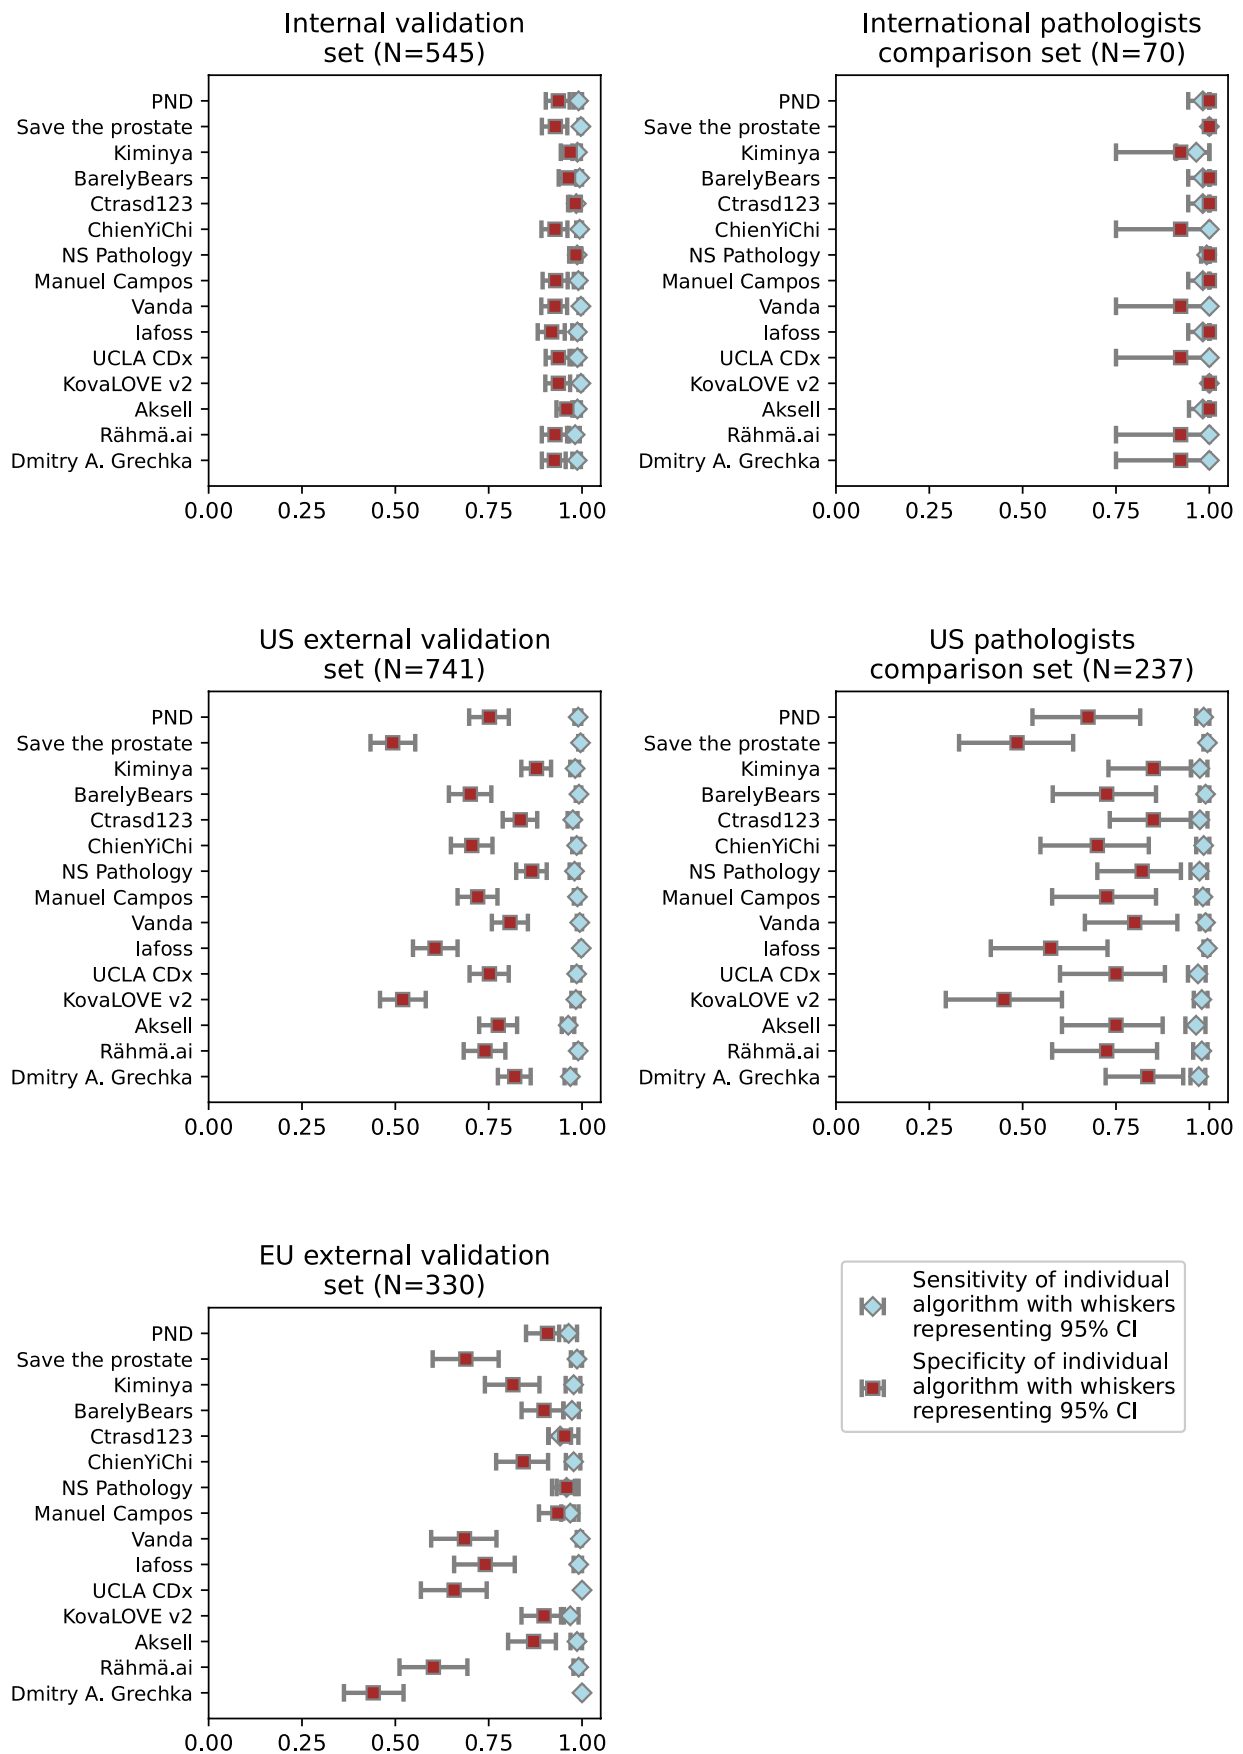 Internal validation
set (N=545)
PND
Save the prostate
Kiminya
BarelyBears
Ctrasd123
ChienYiChi
NS Pathology
Manuel Campos
Vanda
Iafoss
UCLA CDx
KovaLOVE v2
Aksell
Rähmä.ai
Dmitry A. Grechka
0.00 0.25 0.50 0.75 1.00
International pathologists
comparison set (N=70)
PND
Save the prostate
Kiminya
BarelyBears
Ctrasd123
ChienYiChi
NS Pathology
Manuel Campos
Vanda
Iafoss
UCLA CDx
KovaLOVE v2
Aksell
Rähmä.ai
Dmitry A. Grechka
0.00 0.25 0.50 0.75 1.00
US external validation
set (N=741)
PND
Save the prostate
Kiminya
BarelyBears
Ctrasd123
ChienYiChi
NS Pathology
Manuel Campos
Vanda
Iafoss
UCLA CDx
KovaLOVE v2
Aksell
Rähmä.ai
Dmitry A. Grechka
0.00 0.25 0.50 0.75 1.00
US pathologists
comparison set (N=237)
PND
Save the prostate
Kiminya
BarelyBears
Ctrasd123
ChienYiChi
NS Pathology
Manuel Campos
Vanda
Iafoss
UCLA CDx
KovaLOVE v2
Aksell
Rähmä.ai
Dmitry A. Grechka
0.00 0.25 0.50 0.75 1.00
EU external validation
set (N=330)
PND
Save the prostate
Kiminya
BarelyBears
Ctrasd123
ChienYiChi
NS Pathology
Manuel Campos
Vanda
Iafoss
UCLA CDx
KovaLOVE v2
Aksell
Rähmä.ai
Dmitry A. Grechka
0.00 0.25 0.50 0.75 1.00
Sensitivity of individual
algorithm with whiskers
representing 95% CI
Specificity of individual
algorithm with whiskers
representing 95% CI